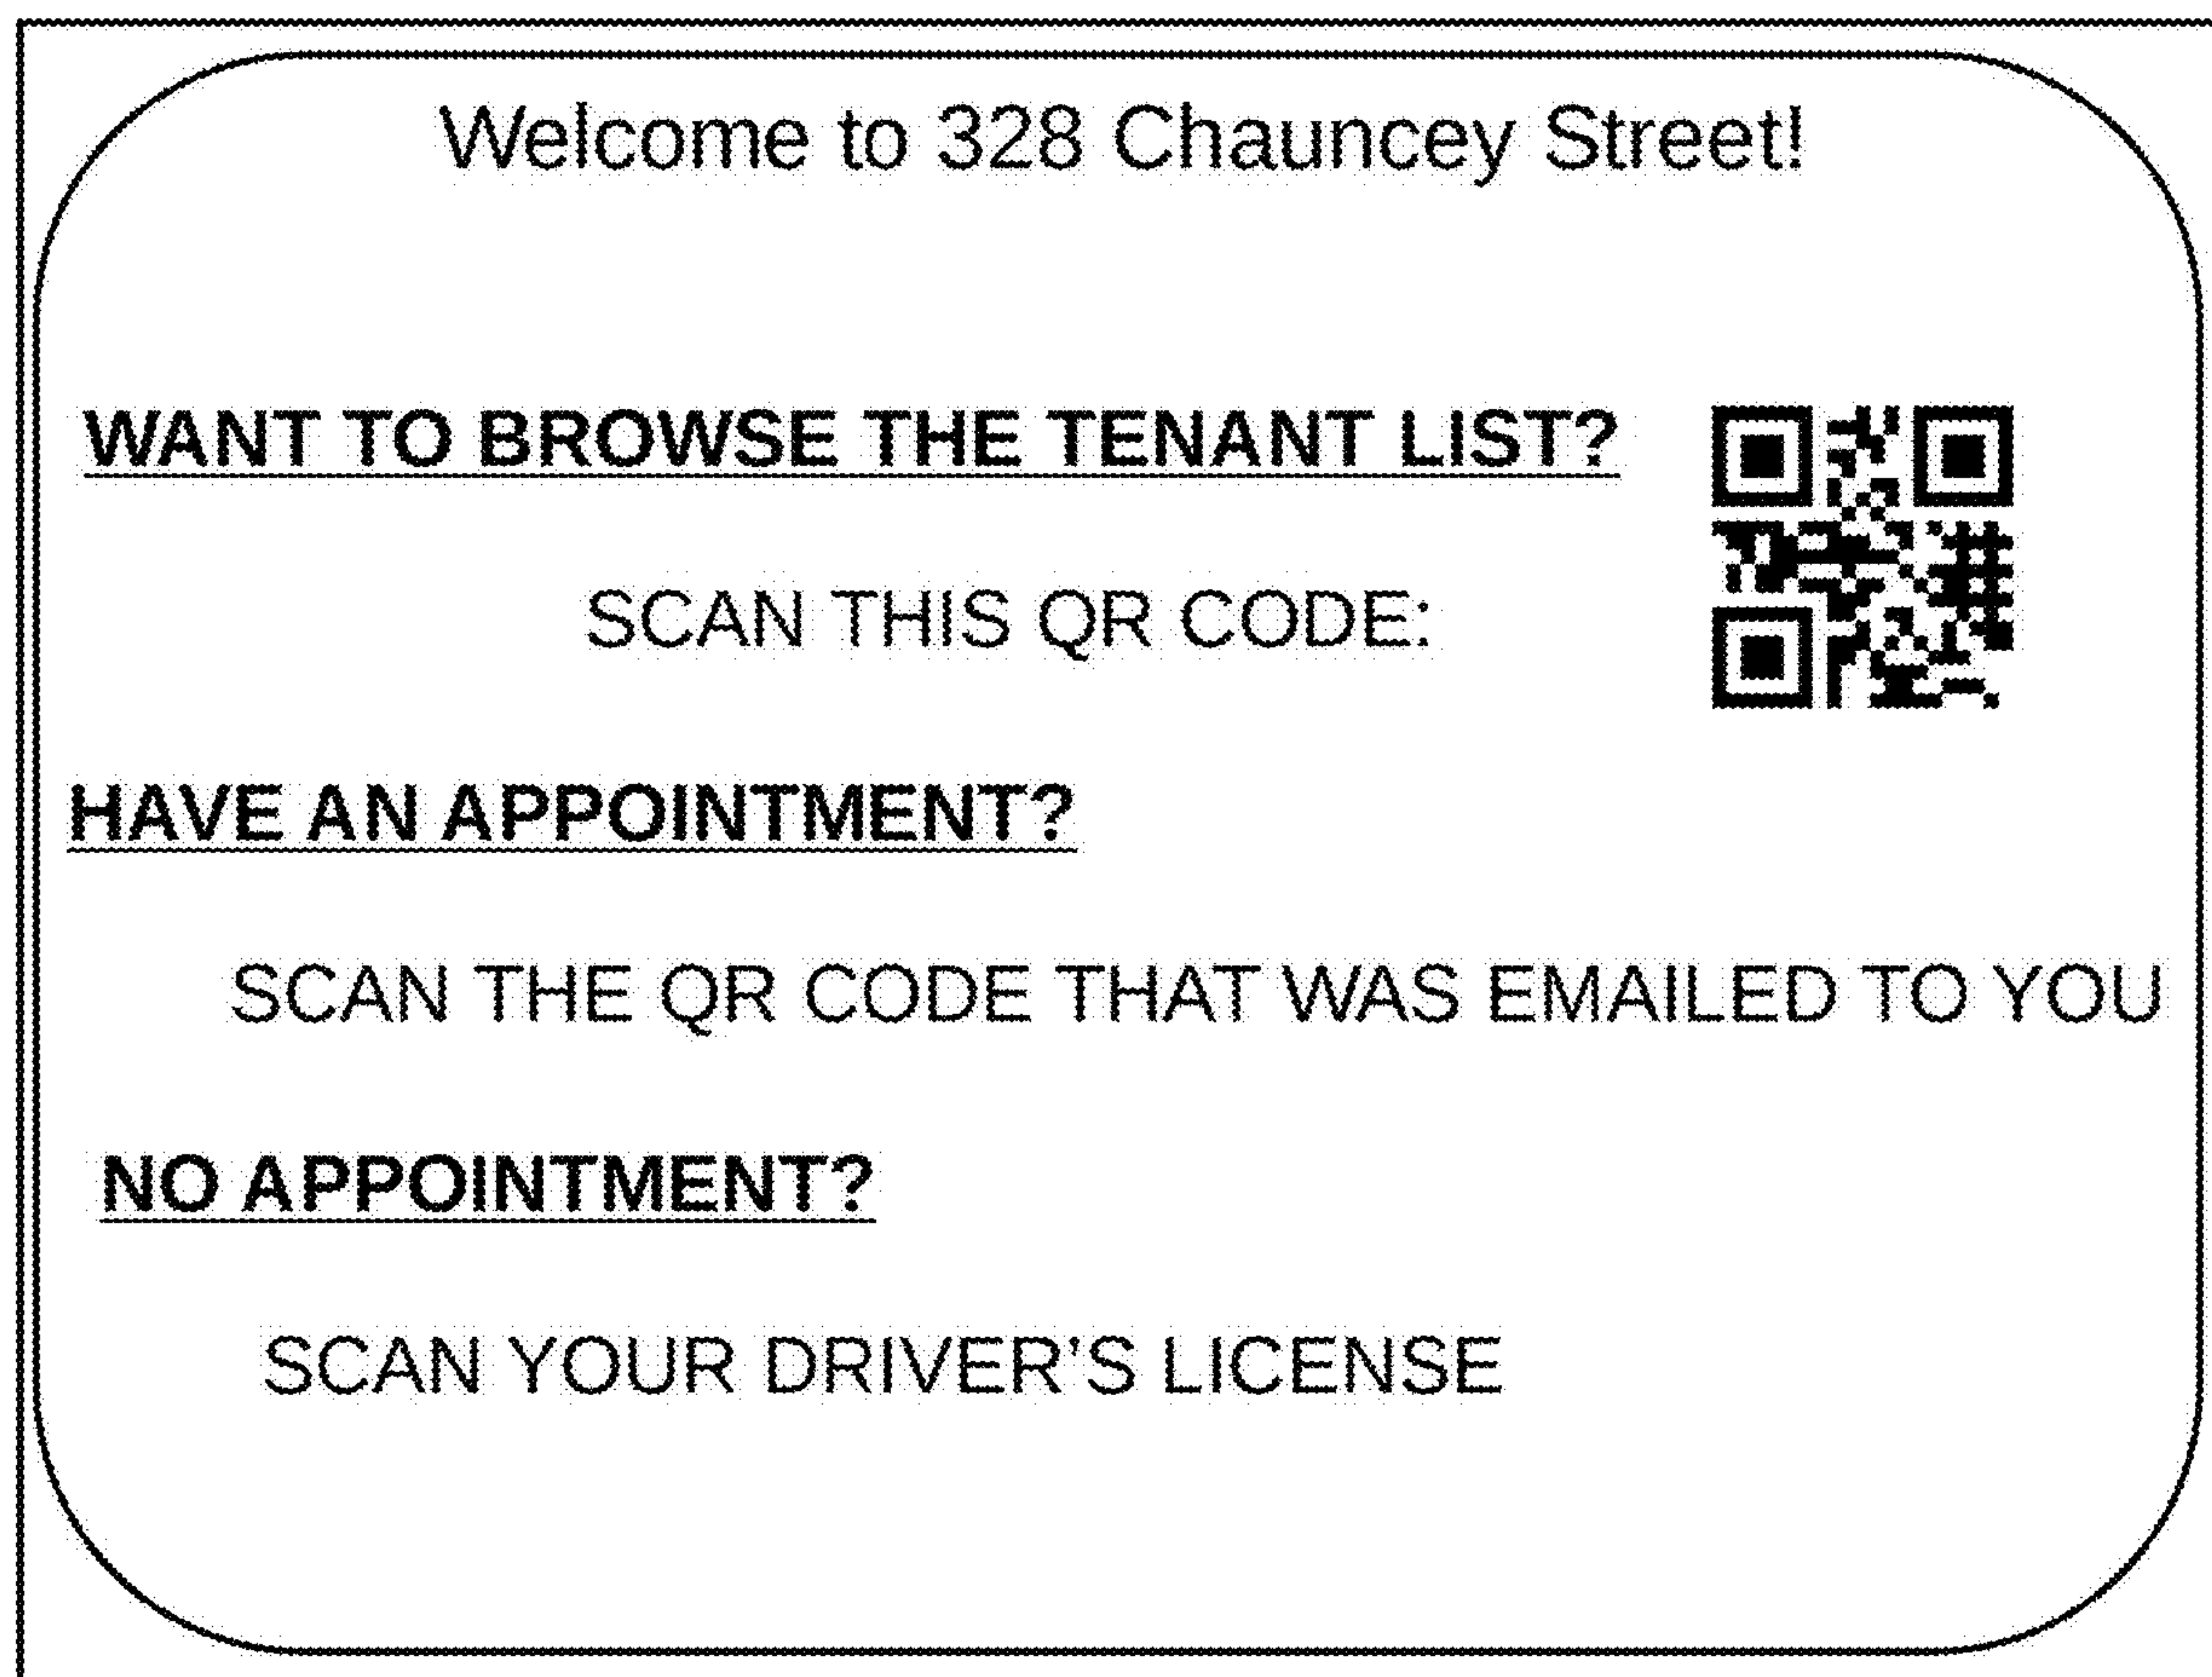 Welcome to 328 Chauncey Street!
WANT TO BROWSE THE TENANT LIST?
SCAN THIS QR CODE:
HAVE AN APPOINTMENT?
SCAN THE QR CODE THAT WAS EMAILED TO YOU
NO APPOINTMENT?
SCAN YOUR DRIVER’S LICENSE